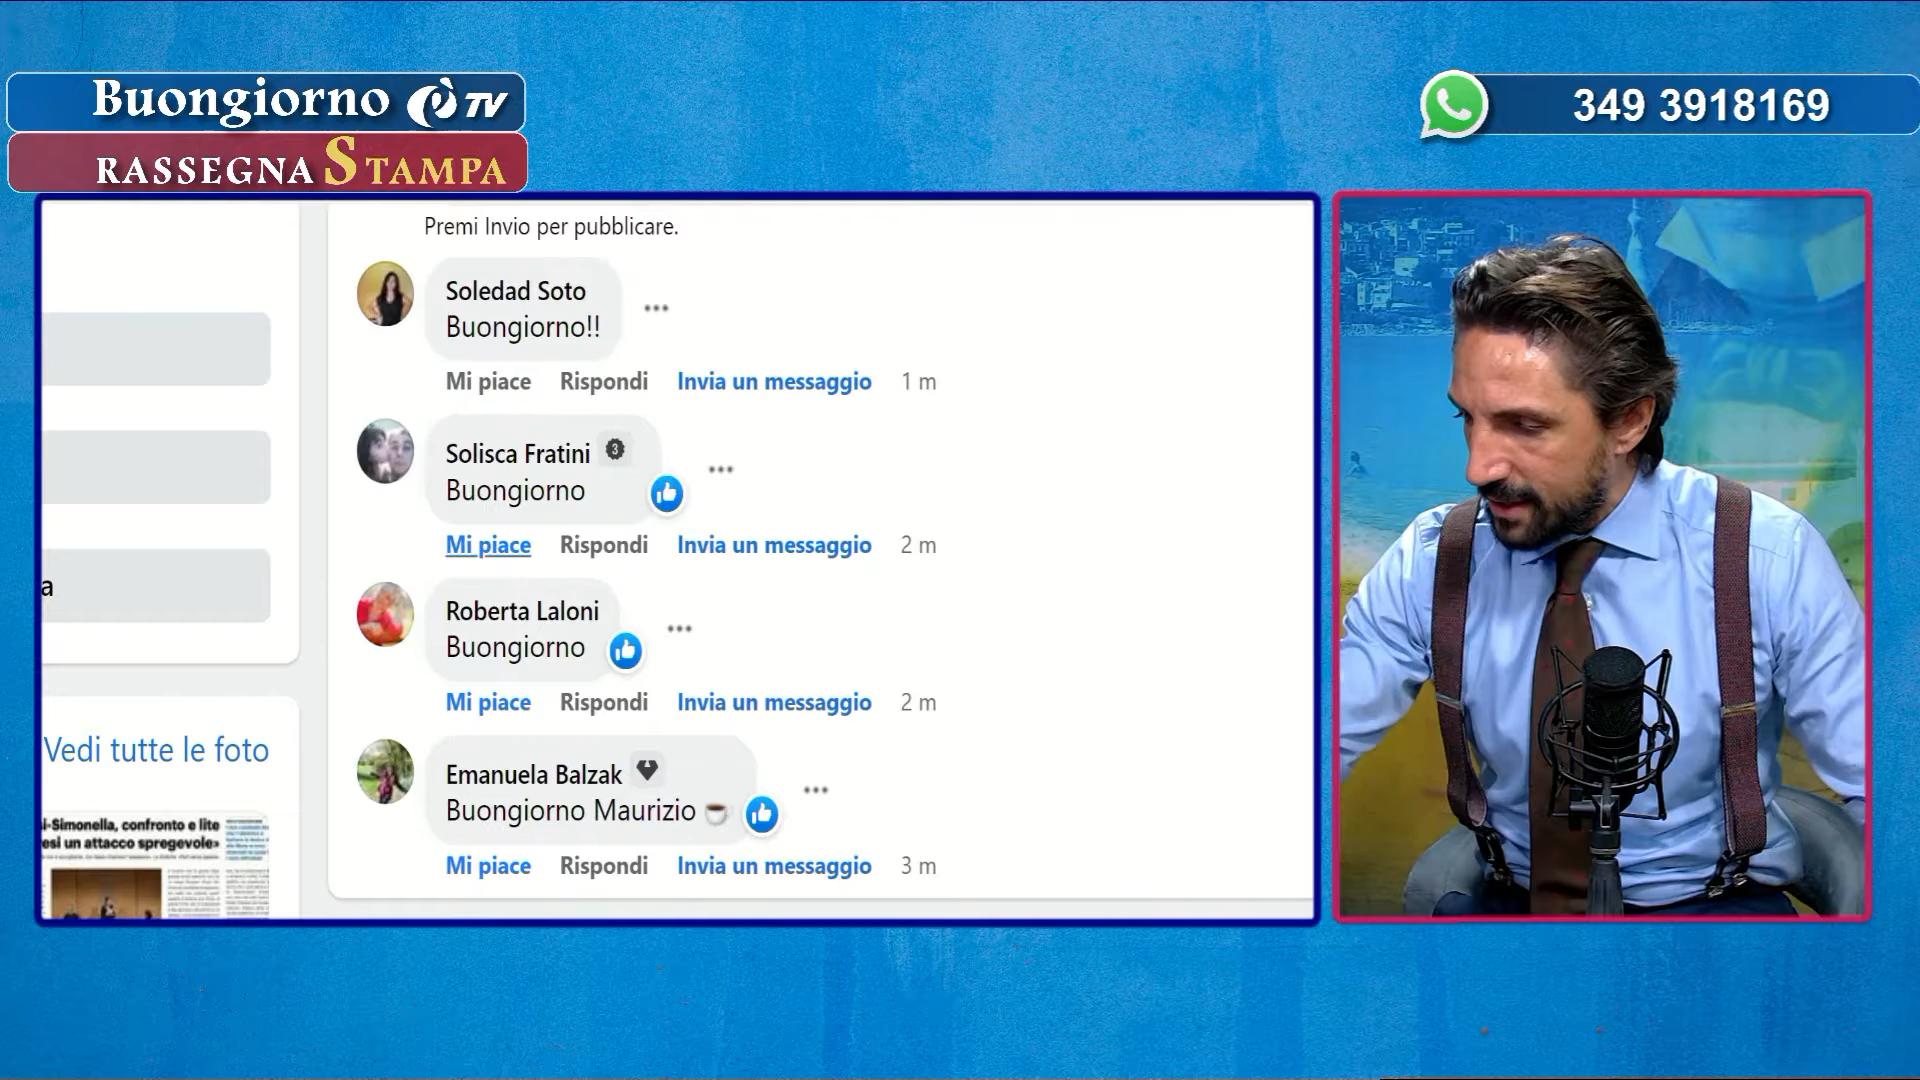 Buongiorno è TV
RASSEGNA STAMPA
349 3918169
Premi Invio per pubblicare.
Soledad Soto
Buongiorno!!
Mi piace Rispondi Invia un messaggio 1 m
Solisca Fratini 3
Buongiorno
Mi piace Rispondi Invia un messaggio 2 m
Roberta Laloni
Buongiorno
Mi piace Rispondi Invia un messaggio 2 m
Emanuela Balzak
Buongiorno Maurizio ☕
Mi piace Rispondi Invia un messaggio 3 m
a
Vedi tutte le foto
i-Simonella, confronto e lite
esi un attacco spregevole»